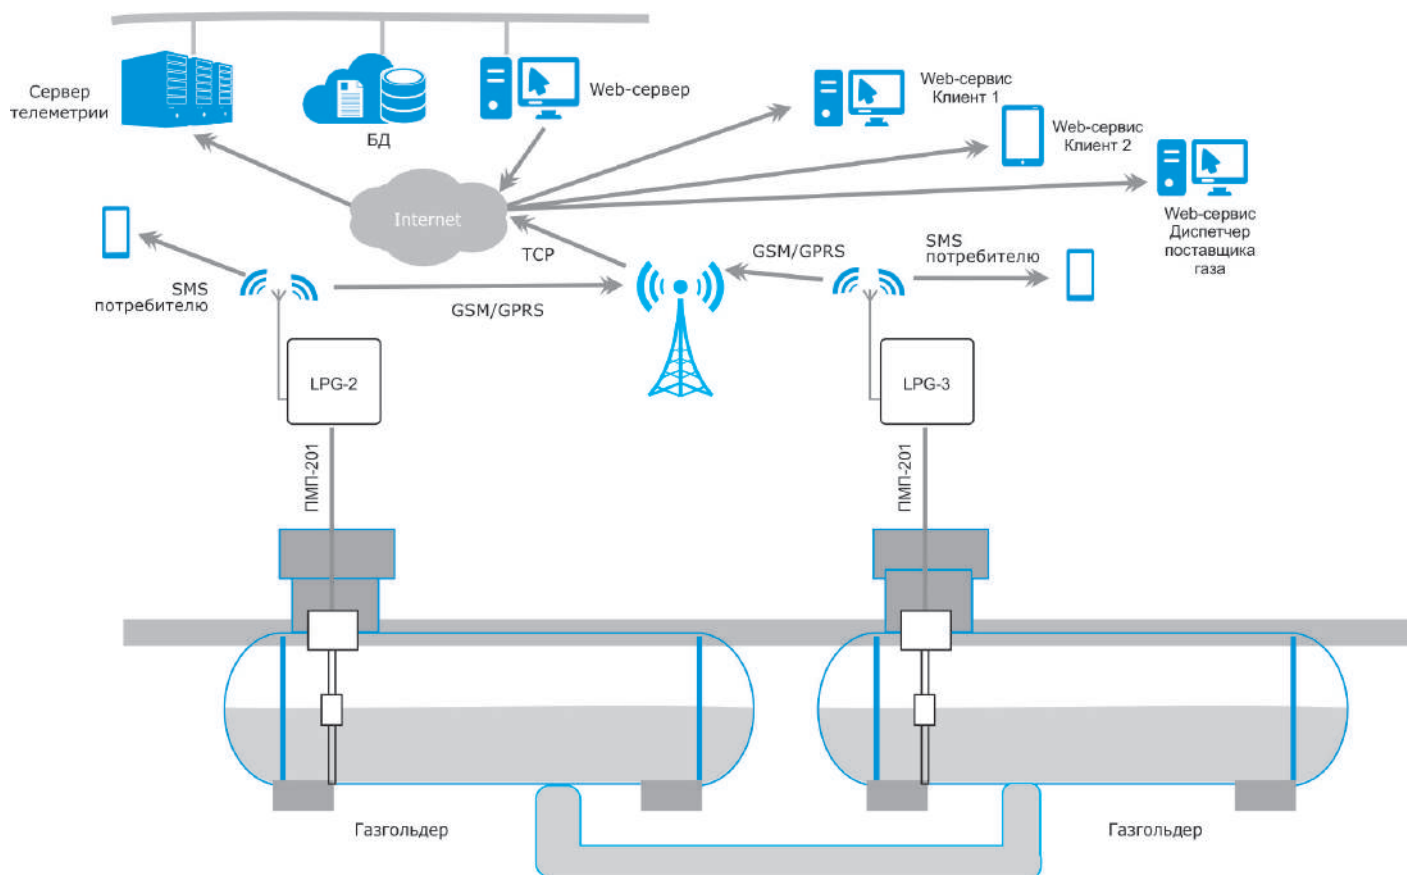 Сервер
телеметрии
БД
Web-сервер
Web-сервис
Клиент 1
Web-сервис
Клиент 2
Web-сервис
Диспетчер
поставщика
газа
Internet
TCP
GSM/GPRS
SMS
потребителю
SMS
потребителю
GSM/GPRS
LPG-2
LPG-3
ПМП-201
ПМП-201
Газгольдер
Газгольдер